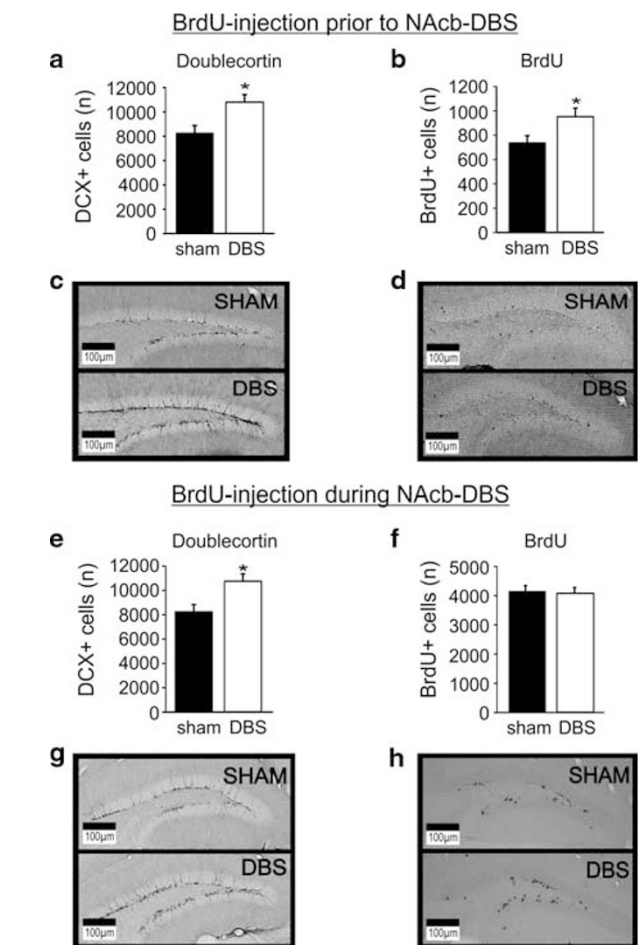 BrdU-injection prior to NAcb-DBS
a
Doublecortin
DCX+ cells (n)
12000
10000
8000
6000
4000
2000
0
*
sham DBS
b
BrdU
BrdU+ cells (n)
1200
1000
800
600
400
200
0
*
sham DBS
c
SHAM
100µm
DBS
100µm
d
SHAM
100µm
DBS
100µm
BrdU-injection during NAcb-DBS
e
Doublecortin
DCX+ cells (n)
12000
10000
8000
6000
4000
2000
0
*
sham DBS
f
BrdU
BrdU+ cells (n)
5000
4000
3000
2000
1000
0
sham DBS
g
SHAM
100µm
DBS
100µm
h
SHAM
100µm
DBS
100µm